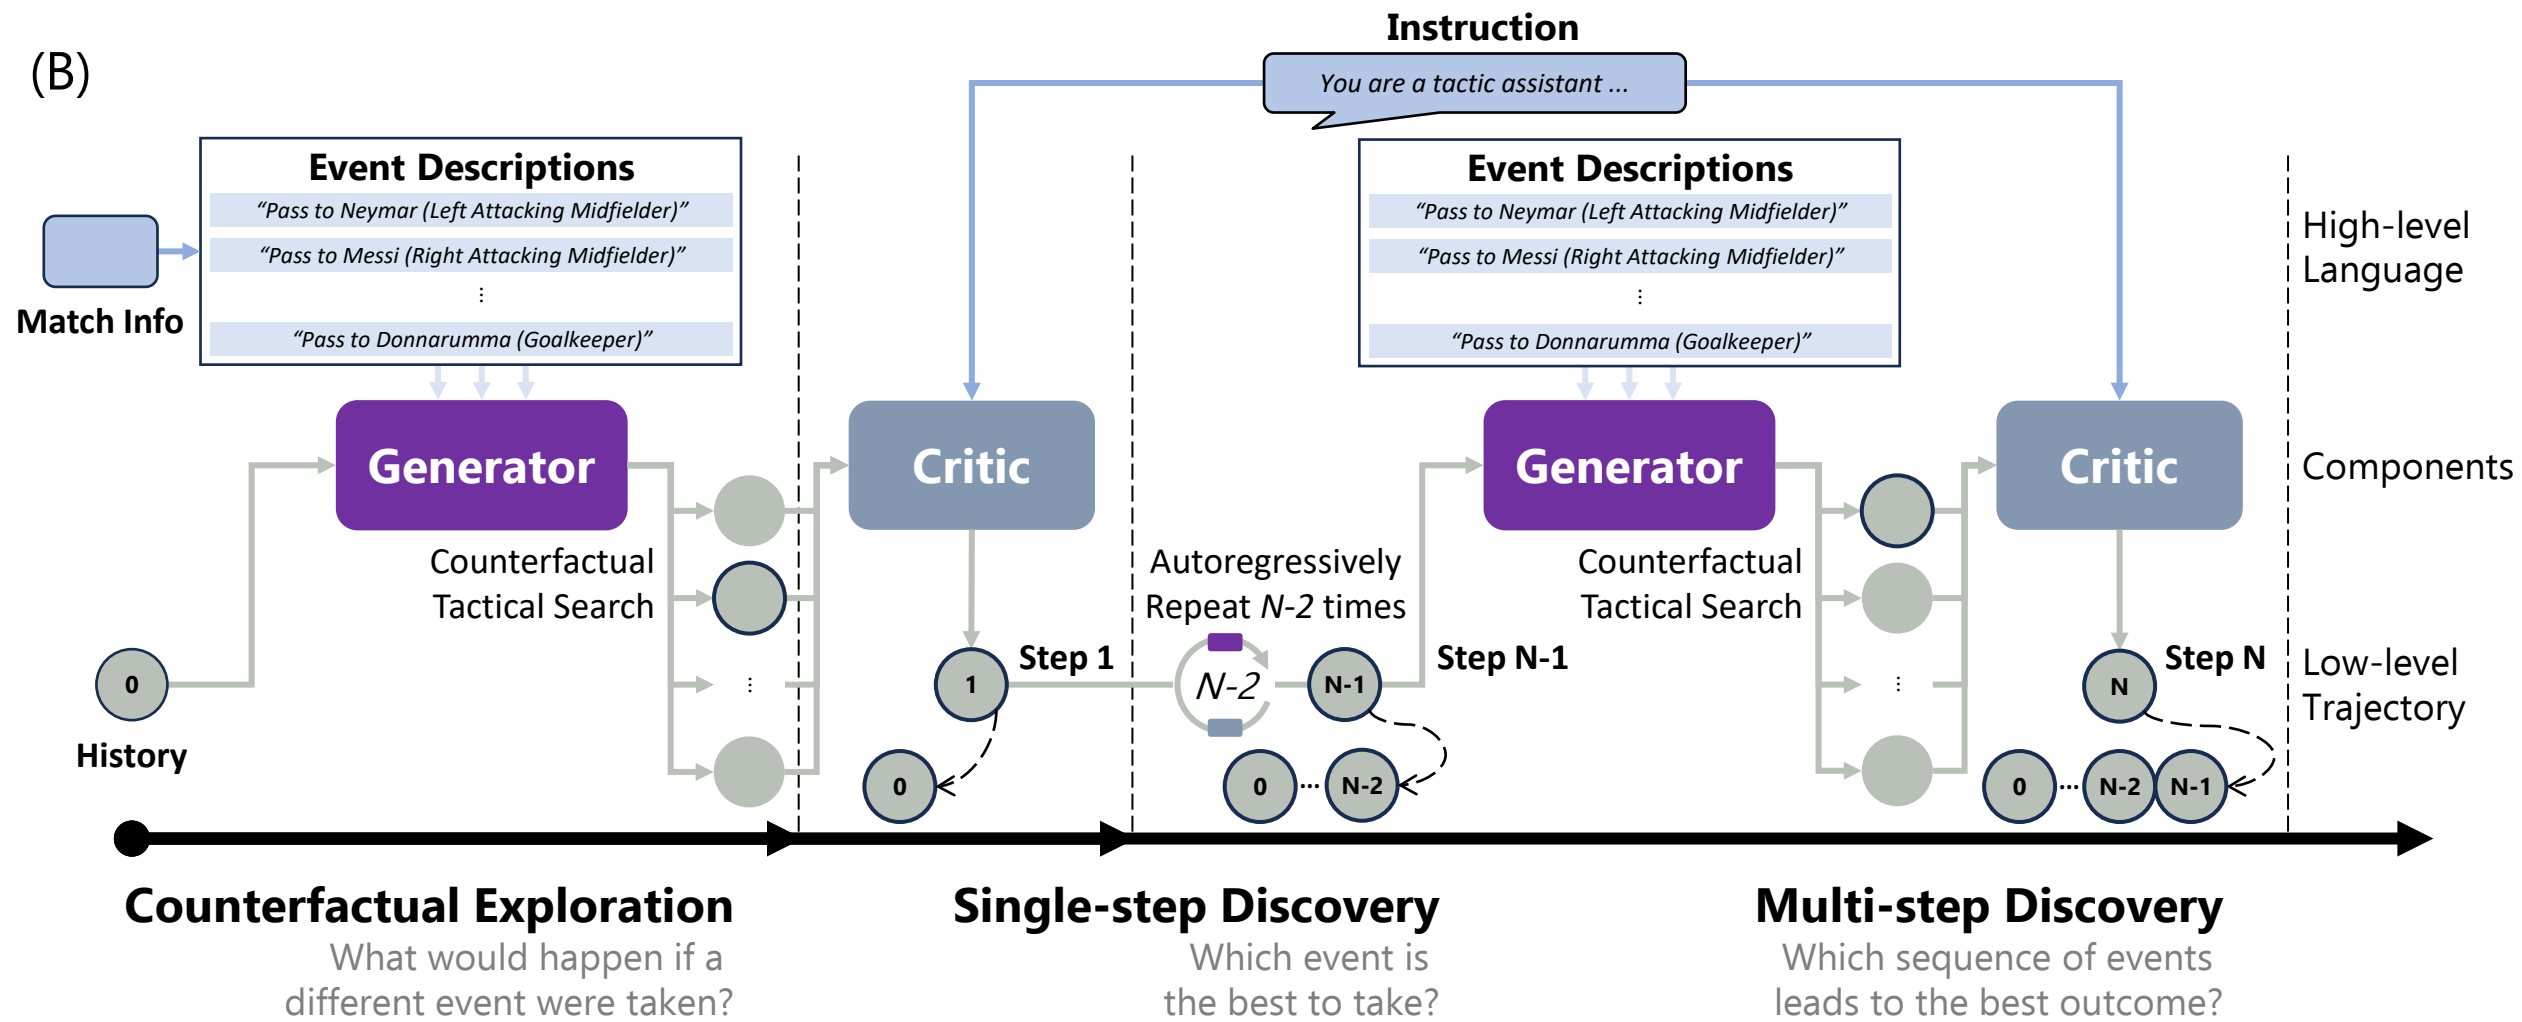 (B)
Instruction
You are a tactic assistant ...
Event Descriptions
“Pass to Neymar (Left Attacking Midfielder)”
“Pass to Messi (Right Attacking Midfielder)”
⋮
“Pass to Donnarumma (Goalkeeper)”
Match Info
Event Descriptions
“Pass to Neymar (Left Attacking Midfielder)”
“Pass to Messi (Right Attacking Midfielder)”
⋮
“Pass to Donnarumma (Goalkeeper)”
High-level
Language
Generator
Critic
Generator
Critic
Components
Counterfactual
Tactical Search
⋮
Autoregressively
Repeat N-2 times
Counterfactual
Tactical Search
⋮
0
History
1
Step 1
N-2
N-1
Step N-1
N
Step N
Low-level
Trajectory
0
0 ... N-2
0 ... N-2 N-1
Counterfactual Exploration
What would happen if a
different event were taken?
Single-step Discovery
Which event is
the best to take?
Multi-step Discovery
Which sequence of events
leads to the best outcome?